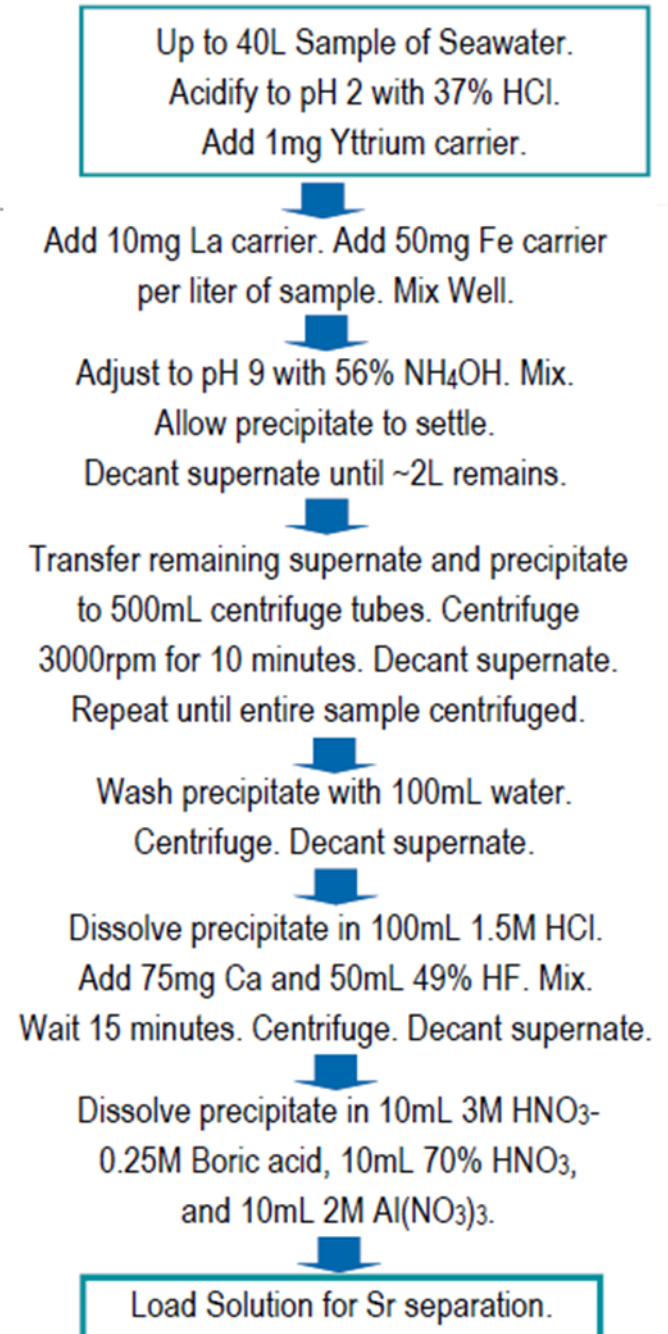 Up to 40L Sample of Seawater.
Acidify to pH 2 with 37% HCl.
Add 1mg Yttrium carrier.
Add 10mg La carrier. Add 50mg Fe carrier
per liter of sample. Mix Well.
Adjust to pH 9 with 56% NH4OH. Mix.
Allow precipitate to settle.
Decant supernate until ~2L remains.
Transfer remaining supernate and precipitate
to 500mL centrifuge tubes. Centrifuge
3000rpm for 10 minutes. Decant supernate.
Repeat until entire sample centrifuged.
Wash precipitate with 100mL water.
Centrifuge. Decant supernate.
Dissolve precipitate in 100mL 1.5M HCl.
Add 75mg Ca and 50mL 49% HF. Mix.
Wait 15 minutes. Centrifuge. Decant supernate.
Dissolve precipitate in 10mL 3M HNO3-
0.25M Boric acid, 10mL 70% HNO3,
and 10mL 2M Al(NO3)3.
Load Solution for Sr separation.